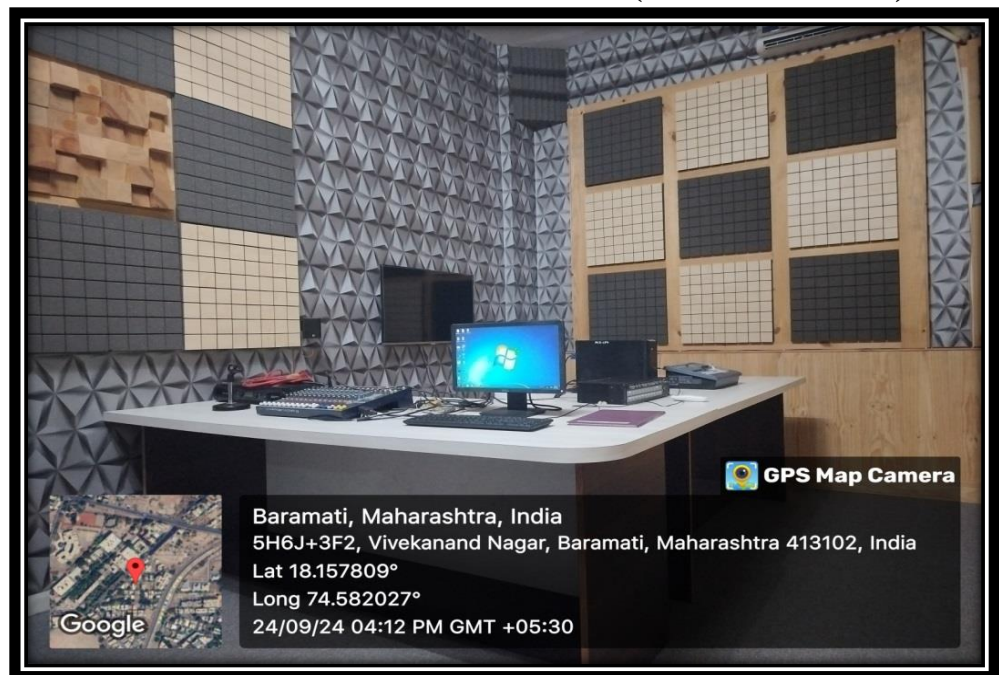 GPS Map Camera
Baramati, Maharashtra, India
5H6J+3F2, Vivekanand Nagar, Baramati, Maharashtra 413102, India
Lat 18.157809°
Long 74.582027°
24/09/24 04:12 PM GMT +05:30
Google